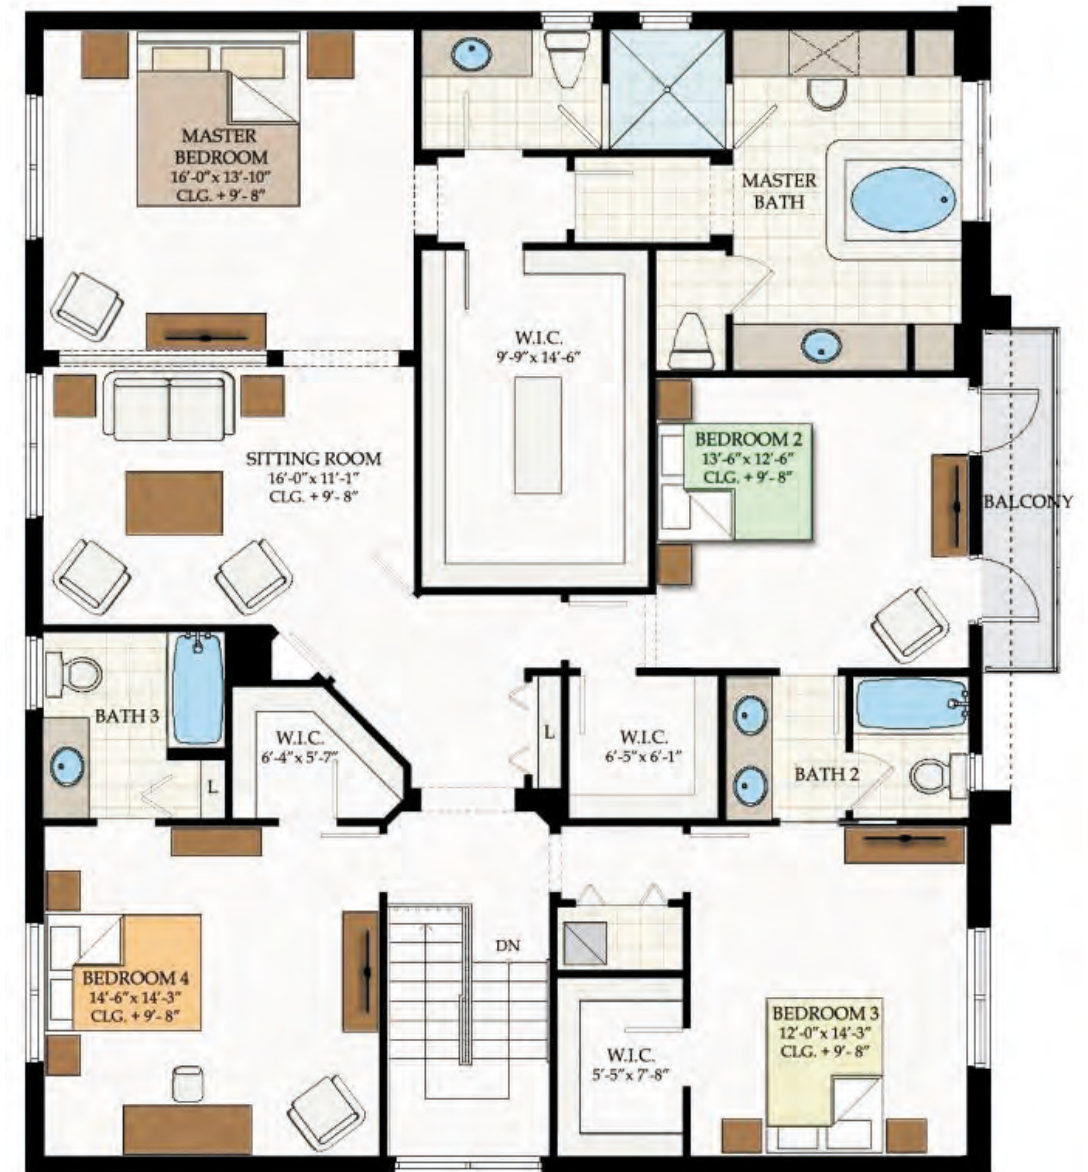 MASTER
BEDROOM
16'-0" x 13'-10"
CLG. + 9'- 8"
MASTER
BATH
W.I.C.
9'-9" x 14'-6"
SITTING ROOM
16'-0" x 11'-1"
CLG. + 9'- 8"
BEDROOM 2
13'-6" x 12'-6"
CLG. + 9'- 8"
BALCONY
BATH 3
L
W.I.C.
6'-4" x 5'-7"
L
W.I.C.
6'-5" x 6'-1"
BATH 2
DN
BEDROOM 4
14'-6" x 14'-3"
CLG. + 9'- 8"
W.I.C.
5'-5" x 7'-8"
BEDROOM 3
12'-0" x 14'-3"
CLG. + 9'- 8"